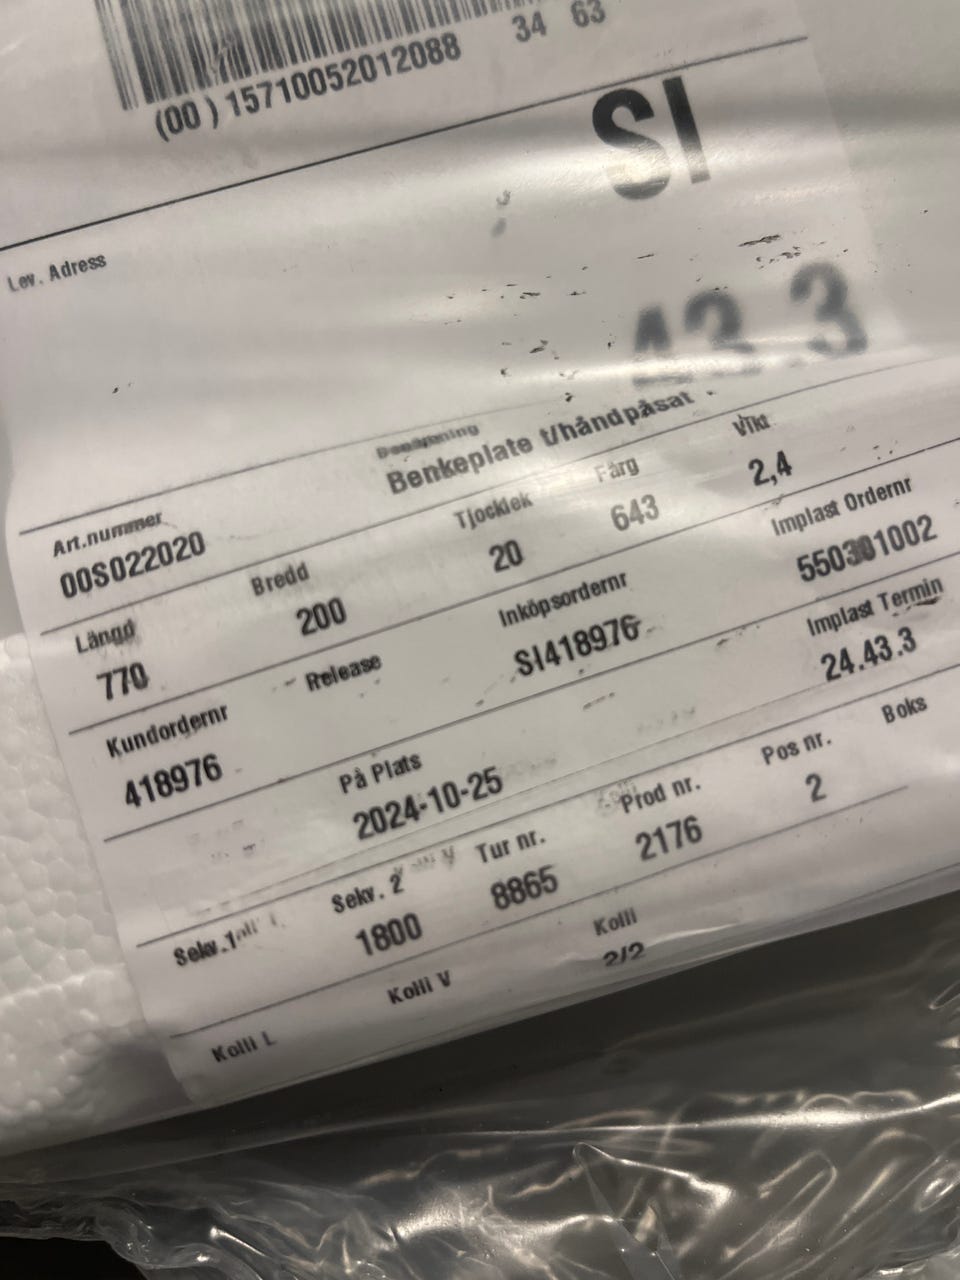 34 63
(00 ) 15710052012088
SI
Lev. Adress
43.3
Benämning
Benkeplate t/håndpåsat
Art.nummer
00S022020
Längd Bredd Tjocklek Färg Vikt
770 200 20 643 2,4
Kundordernr Release Inköpsordernr Implast Ordernr
418976 SI418976 550301002
På Plats Implast Termin
2024-10-25 24.43.3
Sekv.1 Sekv. 2 Tur nr. Prod nr. Pos nr. Boks
1800 8865 2176 2
Kolli L Kolli V Kolli
2/2